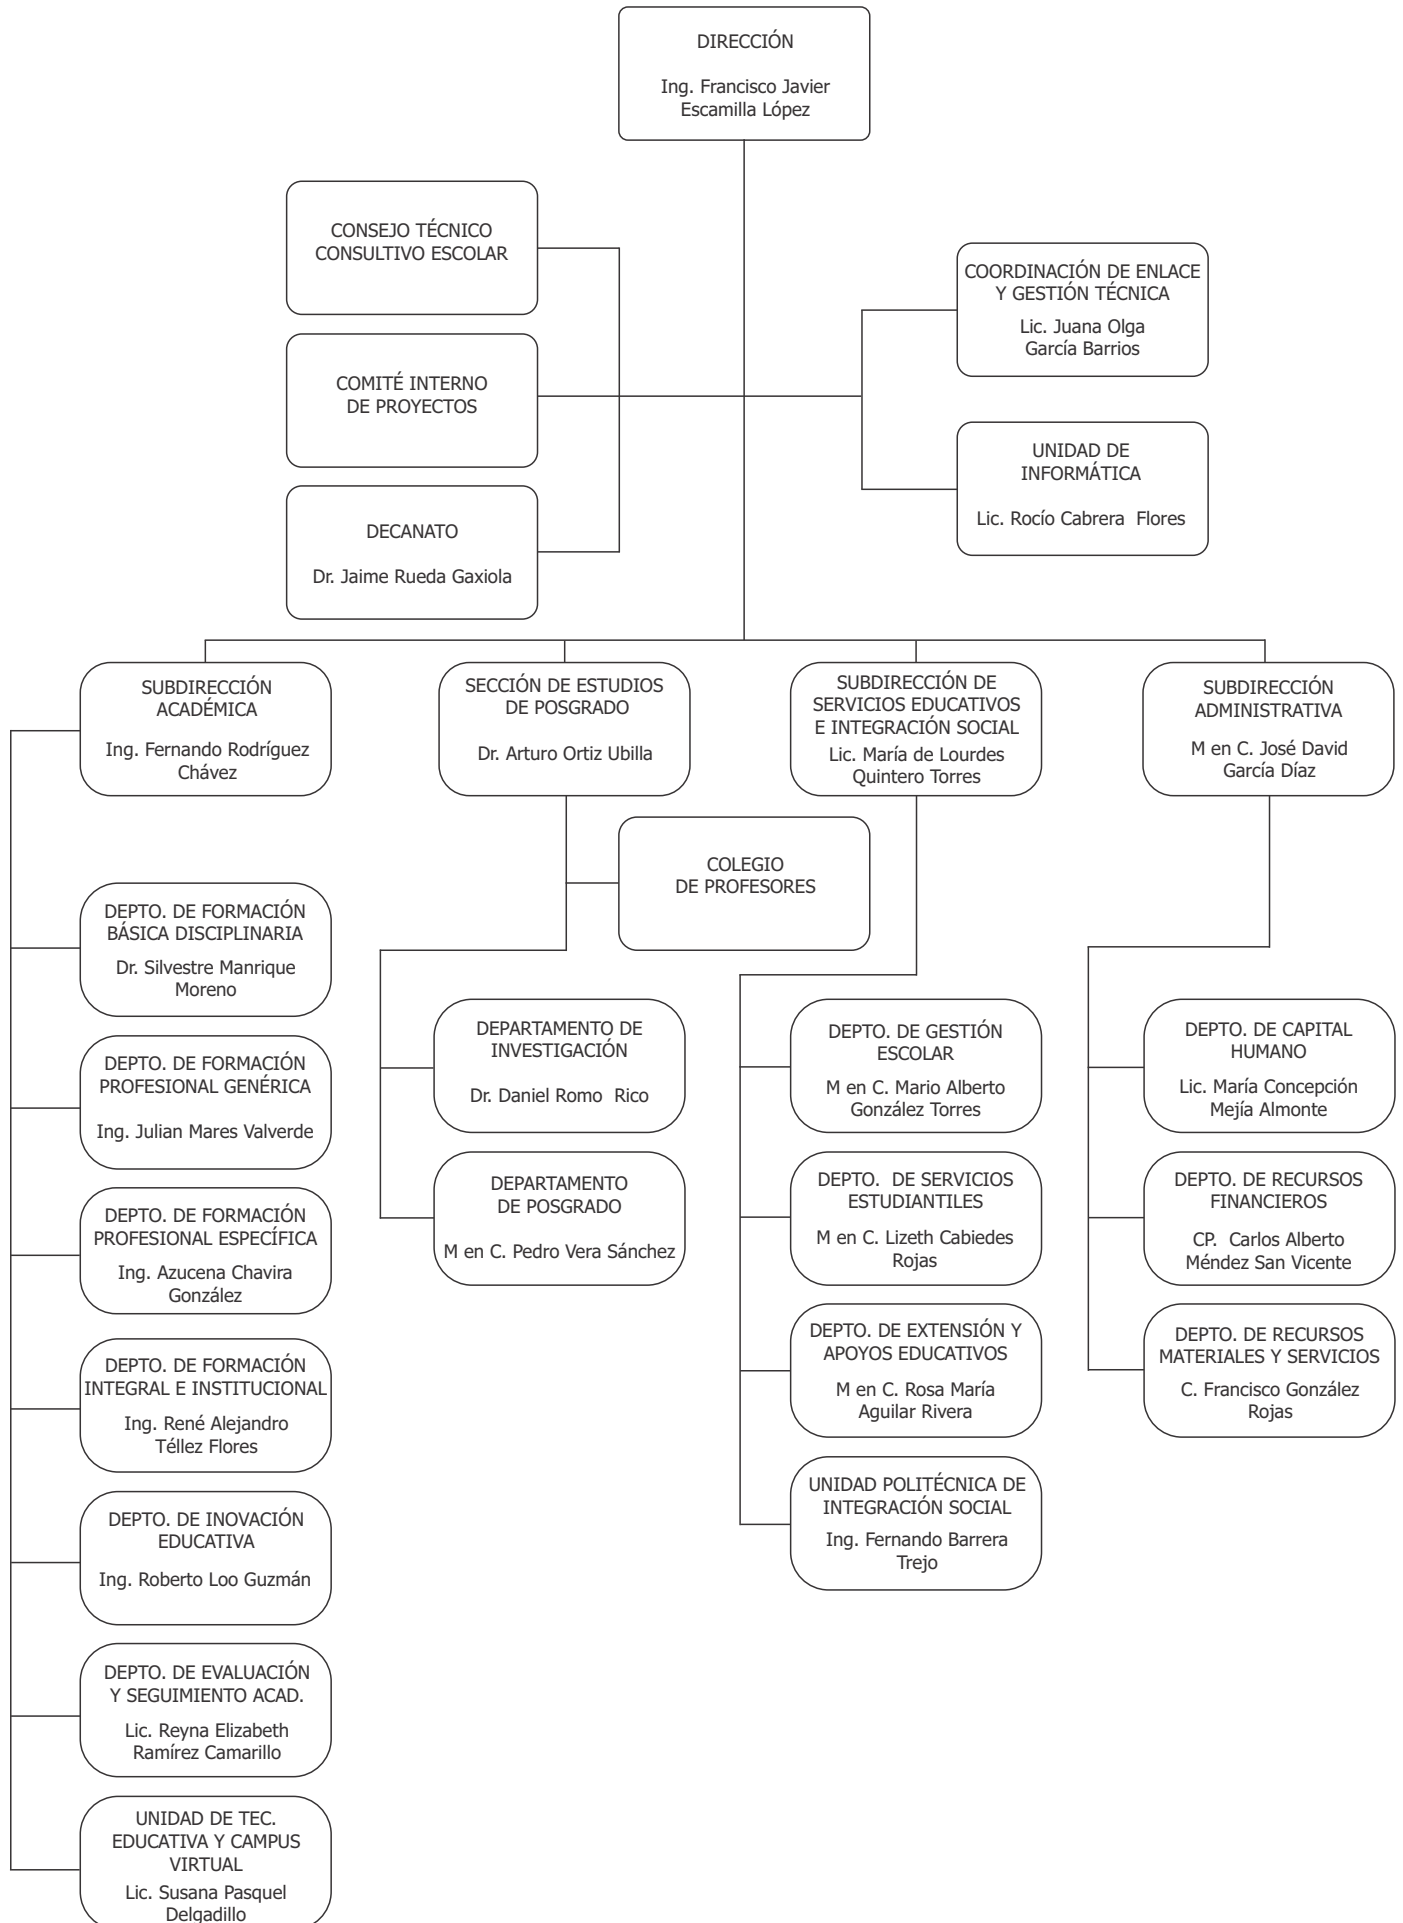 DIRECCIÓN
Ing. Francisco Javier
Escamilla López
CONSEJO TÉCNICO
CONSULTIVO ESCOLAR
COMITÉ INTERNO
DE PROYECTOS
DECANATO
Dr. Jaime Rueda Gaxiola
COORDINACIÓN DE ENLACE
Y GESTIÓN TÉCNICA
Lic. Juana Olga
García Barrios
UNIDAD DE
INFORMÁTICA
Lic. Rocío Cabrera  Flores
SUBDIRECCIÓN
ACADÉMICA
Ing. Fernando Rodríguez
Chávez
SECCIÓN DE ESTUDIOS
DE POSGRADO
Dr. Arturo Ortiz Ubilla
SUBDIRECCIÓN DE
SERVICIOS EDUCATIVOS
E INTEGRACIÓN SOCIAL
Lic. María de Lourdes
Quintero Torres
SUBDIRECCIÓN
ADMINISTRATIVA
M en C. José David
García Díaz
COLEGIO
DE PROFESORES
DEPTO. DE FORMACIÓN
BÁSICA DISCIPLINARIA
Dr. Silvestre Manrique
Moreno
DEPTO. DE FORMACIÓN
PROFESIONAL GENÉRICA
Ing. Julian Mares Valverde
DEPTO. DE FORMACIÓN
PROFESIONAL ESPECÍFICA
Ing. Azucena Chavira
González
DEPTO. DE FORMACIÓN
INTEGRAL E INSTITUCIONAL
Ing. René Alejandro
Téllez Flores
DEPTO. DE INOVACIÓN
EDUCATIVA
Ing. Roberto Loo Guzmán
DEPTO. DE EVALUACIÓN
Y SEGUIMIENTO ACAD.
Lic. Reyna Elizabeth
Ramírez Camarillo
UNIDAD DE TEC.
EDUCATIVA Y CAMPUS
VIRTUAL
Lic. Susana Pasquel
Delgadillo
DEPARTAMENTO DE
INVESTIGACIÓN
Dr. Daniel Romo  Rico
DEPARTAMENTO
DE POSGRADO
M en C. Pedro Vera Sánchez
DEPTO. DE GESTIÓN
ESCOLAR
M en C. Mario Alberto
González Torres
DEPTO.  DE SERVICIOS
ESTUDIANTILES
M en C. Lizeth Cabiedes
Rojas
DEPTO. DE EXTENSIÓN Y
APOYOS EDUCATIVOS
M en C. Rosa María
Aguilar Rivera
UNIDAD POLITÉCNICA DE
INTEGRACIÓN SOCIAL
Ing. Fernando Barrera
Trejo
DEPTO. DE CAPITAL
HUMANO
Lic. María Concepción
Mejía Almonte
DEPTO. DE RECURSOS
FINANCIEROS
CP.  Carlos Alberto
Méndez San Vicente
DEPTO. DE RECURSOS
MATERIALES Y SERVICIOS
C. Francisco González
Rojas